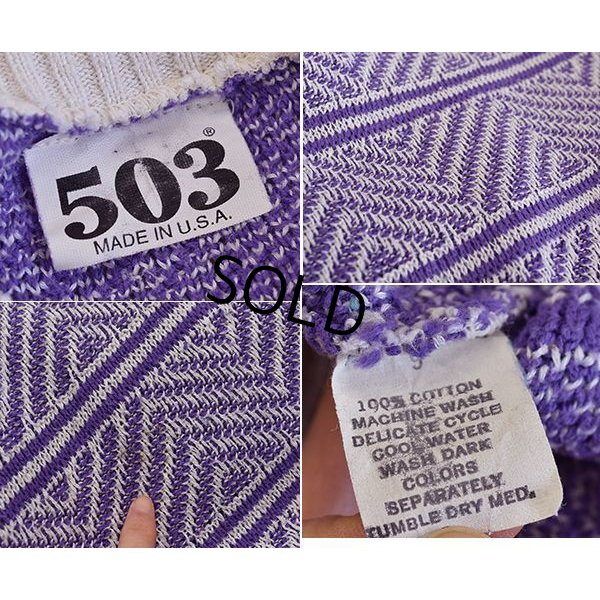 503®
MADE IN U.S.A.
SOLD
100% COTTON
MACHINE WASH
DELICATE CYCLE
COOL WATER
WASH DARK
COLORS
SEPARATELY
TUMBLE DRY MED.